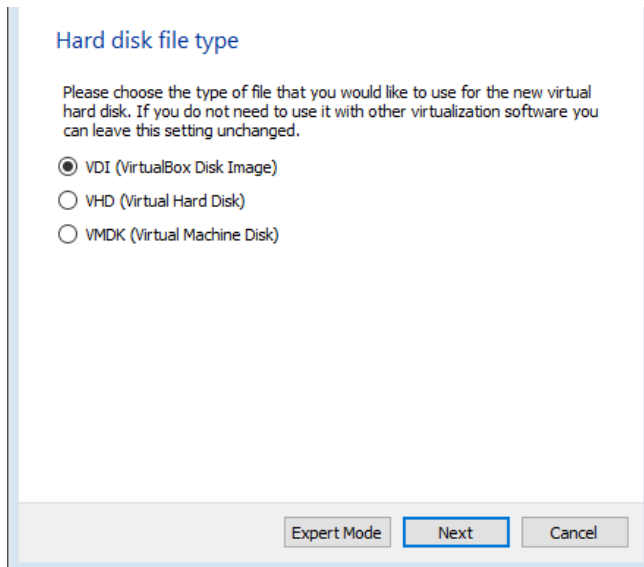 Hard disk file type
Please choose the type of file that you would like to use for the new virtual
hard disk. If you do not need to use it with other virtualization software you
can leave this setting unchanged.
VDI (VirtualBox Disk Image)
VHD (Virtual Hard Disk)
VMDK (Virtual Machine Disk)
Expert Mode Next Cancel